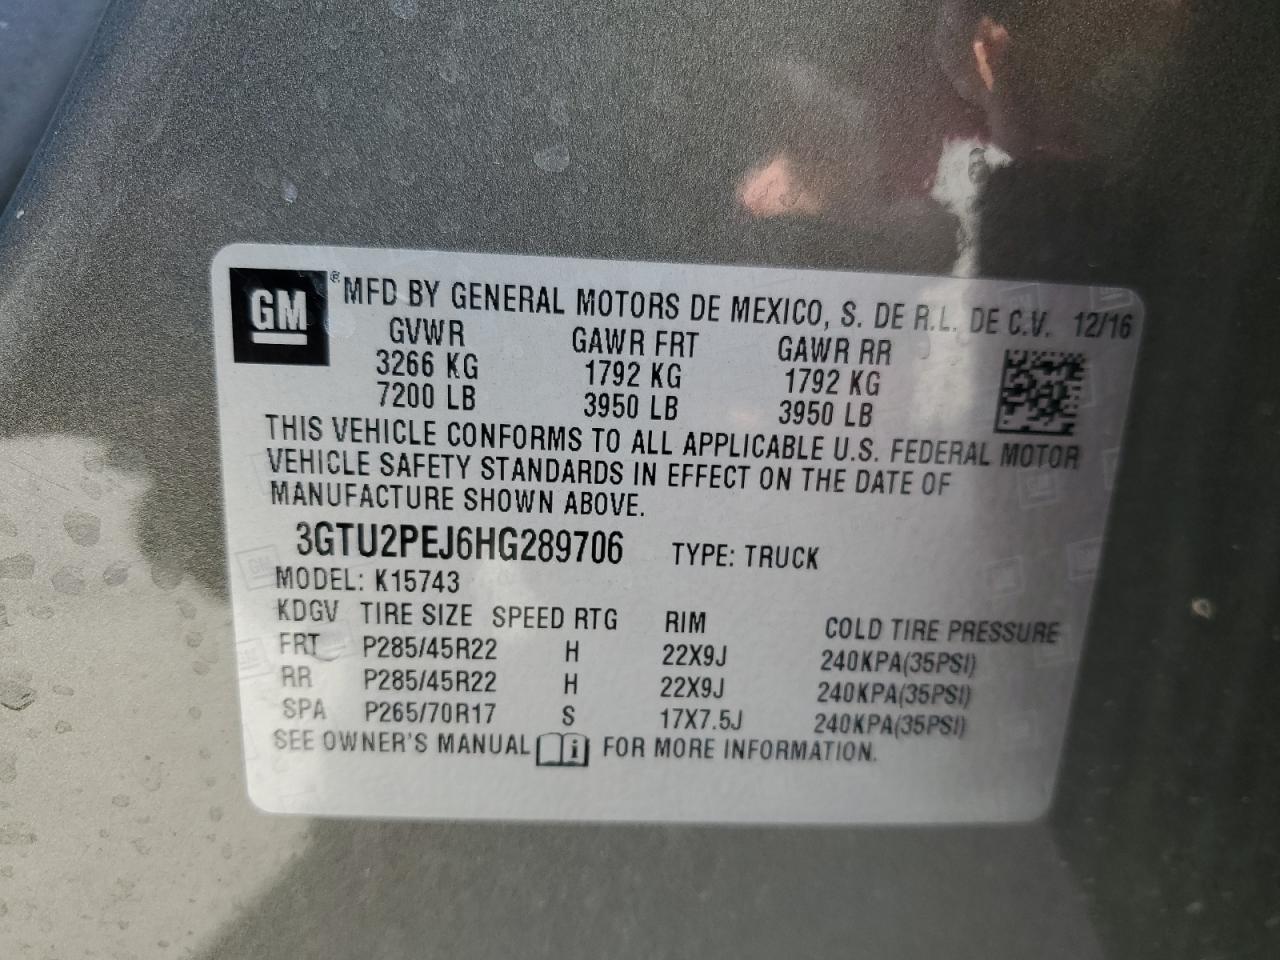 GM ® MFD BY GENERAL MOTORS DE MEXICO, S. DE R.L. DE C.V. 12/16
GVWR GAWR FRT GAWR RR
3266 KG 1792 KG 1792 KG
7200 LB 3950 LB 3950 LB
THIS VEHICLE CONFORMS TO ALL APPLICABLE U.S. FEDERAL MOTOR
VEHICLE SAFETY STANDARDS IN EFFECT ON THE DATE OF
MANUFACTURE SHOWN ABOVE.
3GTU2PEJ6HG289706 TYPE: TRUCK
MODEL: K15743
KDGV TIRE SIZE SPEED RTG RIM COLD TIRE PRESSURE
FRT P285/45R22 H 22X9J 240KPA(35PSI)
RR P285/45R22 H 22X9J 240KPA(35PSI)
SPA P265/70R17 S 17X7.5J 240KPA(35PSI)
SEE OWNER'S MANUAL i FOR MORE INFORMATION.